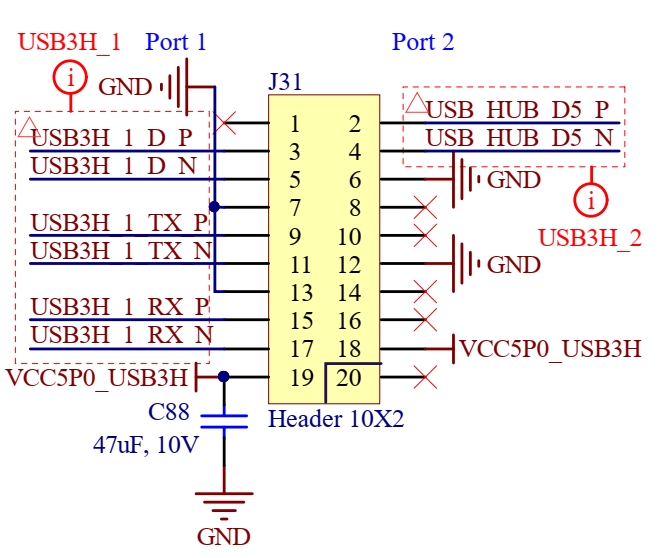 USB3H_1 Port 1 Port 2
i
GND
J31
USB_HUB_D5_P
1 2
USB3H_1_D_P 3 4 USB_HUB_D5_N
USB3H_1_D_N 5 6 GND
i
7 8
USB3H_1_TX_P 9 10 USB3H_2
USB3H_1_TX_N 11 12 GND
13 14
USB3H_1_RX_P 15 16
USB3H_1_RX_N 17 18 VCC5P0_USB3H
VCC5P0_USB3H 19 20
C88 Header 10X2
47uF, 10V
GND